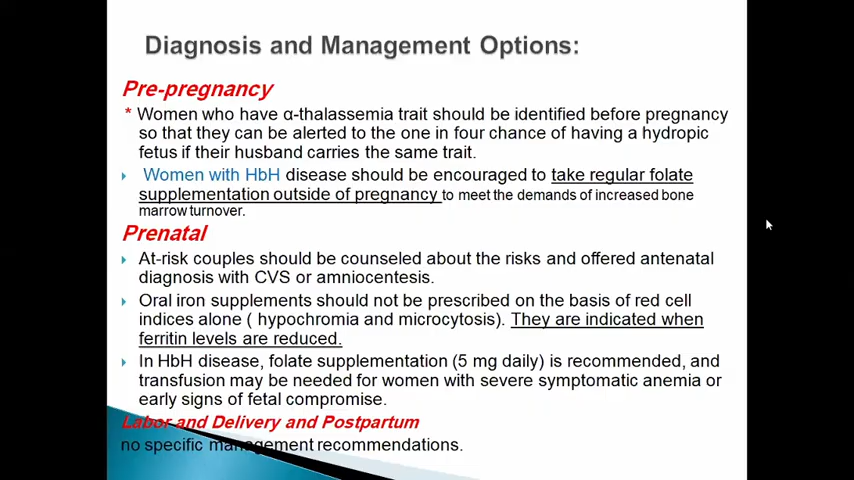 Diagnosis and Management Options:
Pre-pregnancy
* Women who have α-thalassemia trait should be identified before pregnancy
so that they can be alerted to the one in four chance of having a hydropic
fetus if their husband carries the same trait.
Women with HbH disease should be encouraged to take regular folate
supplementation outside of pregnancy to meet the demands of increased bone
marrow turnover.
Prenatal
At-risk couples should be counseled about the risks and offered antenatal
diagnosis with CVS or amniocentesis.
Oral iron supplements should not be prescribed on the basis of red cell
indices alone ( hypochromia and microcytosis). They are indicated when
ferritin levels are reduced.
In HbH disease, folate supplementation (5 mg daily) is recommended, and
transfusion may be needed for women with severe symptomatic anemia or
early signs of fetal compromise.
Labor and Delivery and Postpartum
no specific management recommendations.